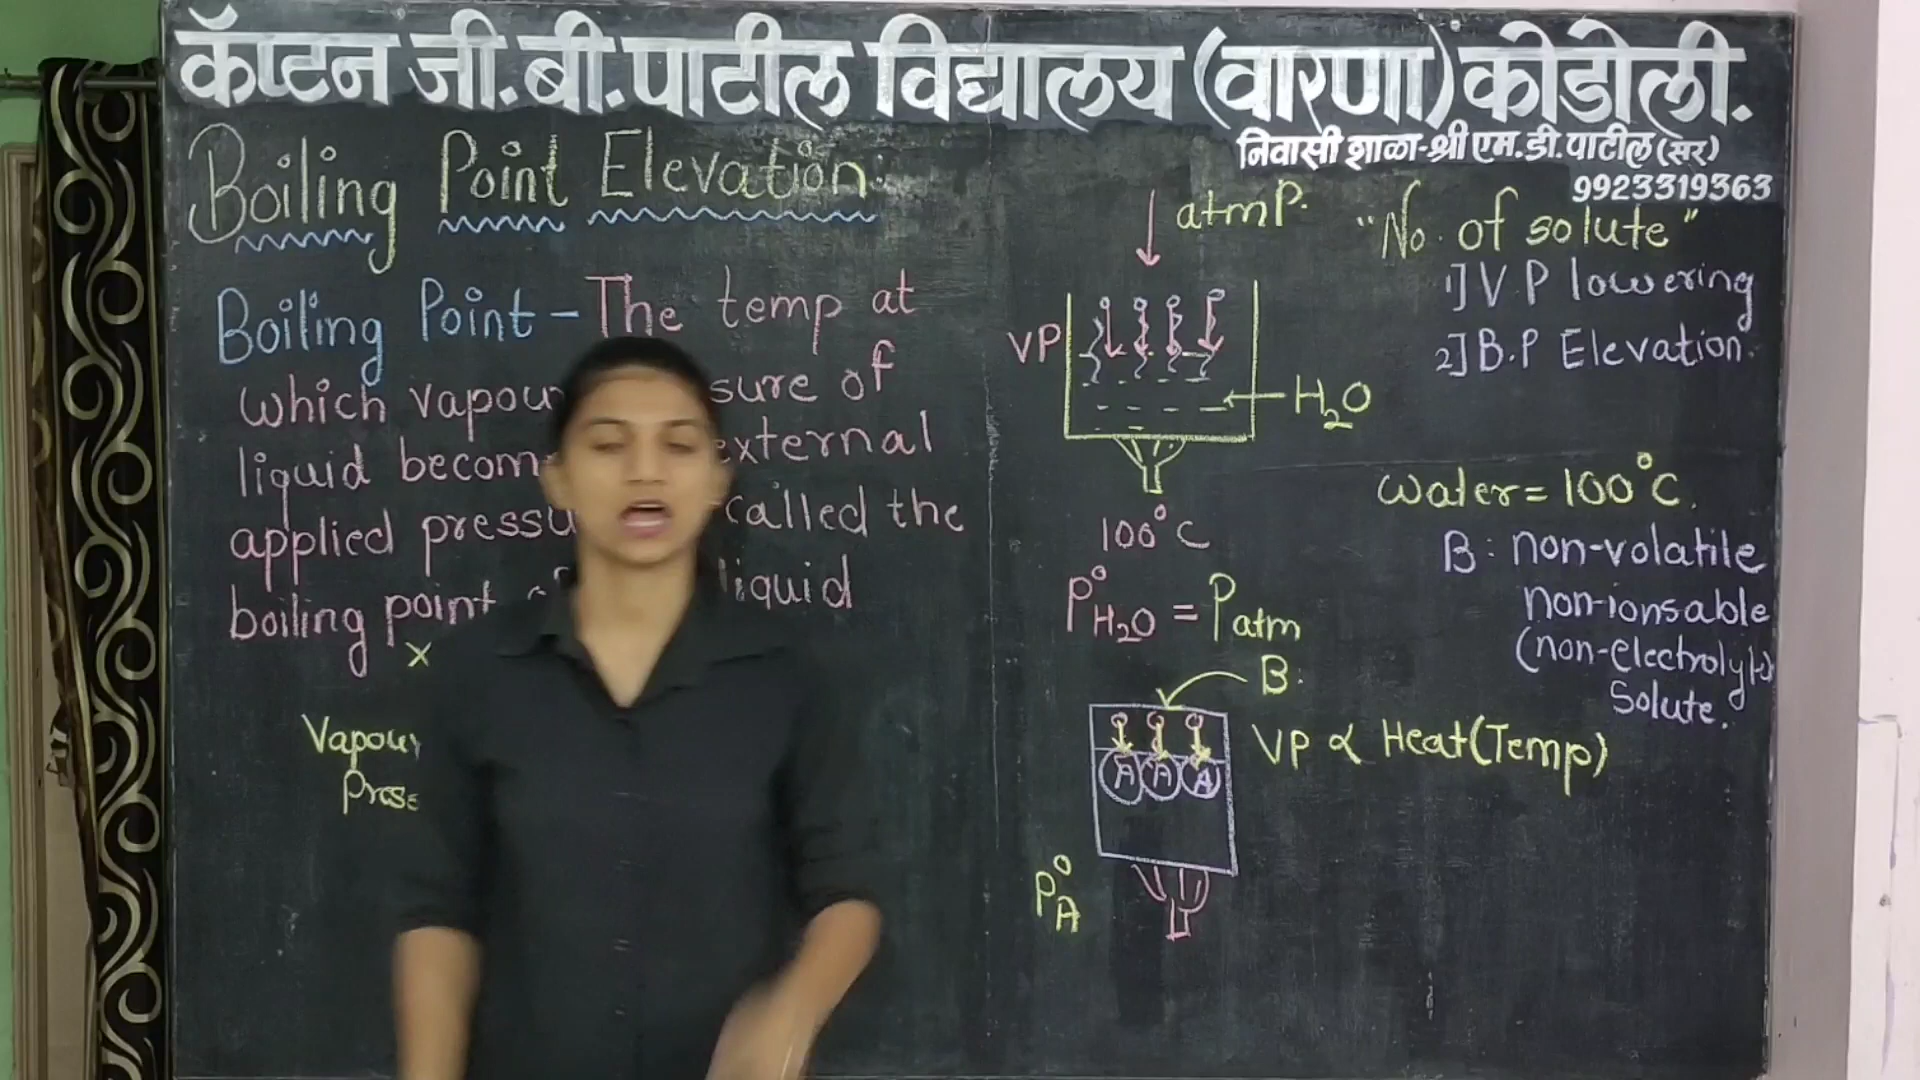 कॅप्टन जी.बी.पाटील विद्यालय (वारणा) कोडोली.
निवासी शाळा-श्री एम.डी.पाटील (सर)
9923319363
Boiling Point Elevation
Boiling Point - The temp at
which vapou sure of
liquid becom external
applied pressu called the
boiling point liquid
x
Vapour
Prese
atm P.
VP
H₂O
100°C
P°H₂O = Patm
B.
A A A
P°A
"No. of solute"
1] V P lowering
2] B.P Elevation.
Water = 100°C.
B: non-volatile
non-ionsable
(non-electrolyte)
Solute.
VP ∝ Heat (Temp)